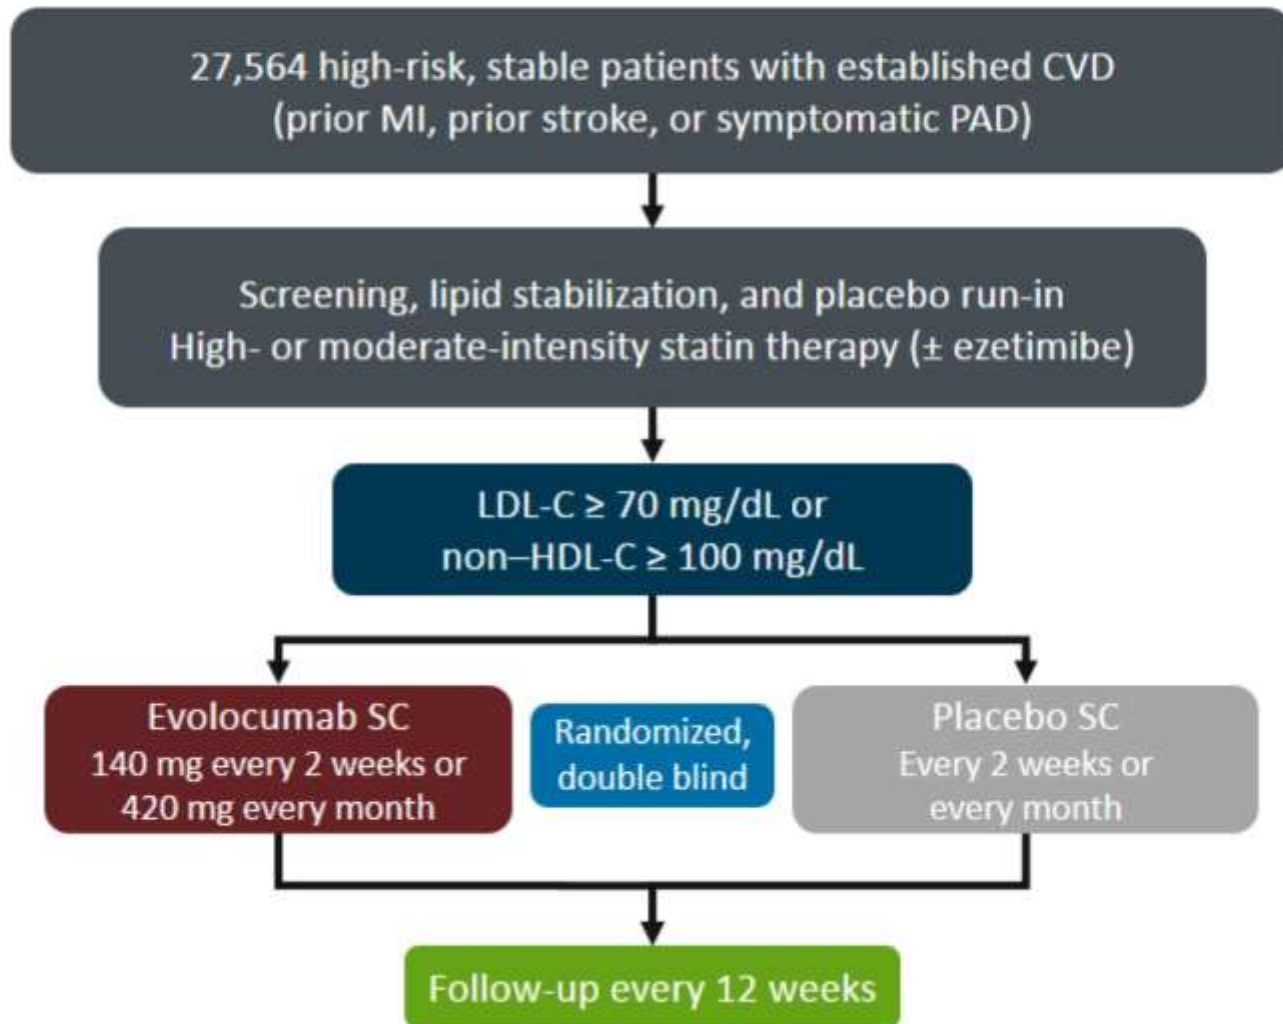 27,564 high-risk, stable patients with established CVD
(prior MI, prior stroke, or symptomatic PAD)
Screening, lipid stabilization, and placebo run-in
High- or moderate-intensity statin therapy (± ezetimibe)
LDL-C ≥ 70 mg/dL or
non–HDL-C ≥ 100 mg/dL
Evolocumab SC
140 mg every 2 weeks or
420 mg every month
Randomized,
double blind
Placebo SC
Every 2 weeks or
every month
Follow-up every 12 weeks